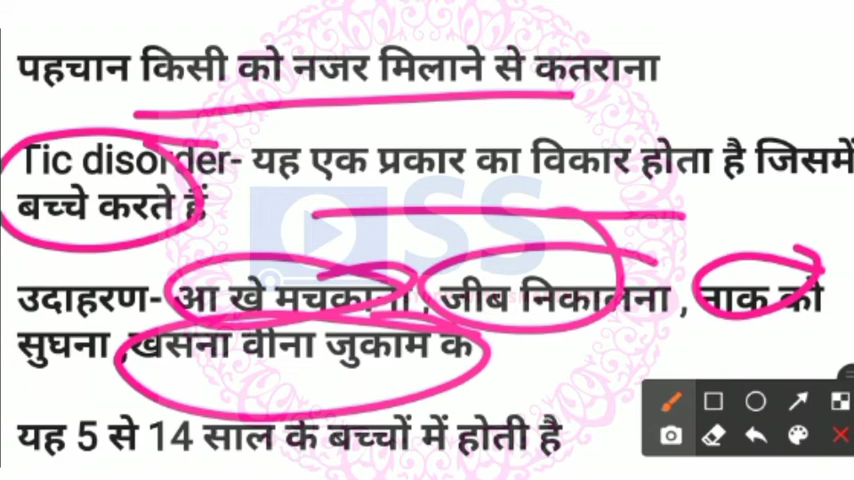 पहचान किसी को नजर मिलाने से कतराना
Tic disorder- यह एक प्रकार का विकार होता है जिसमें
बच्चे करते हैं
SS
उदाहरण- आ खे मचकाना , जीब निकालना , नाक को
सुघना ,खसना वीना जुकाम क
यह 5 से 14 साल के बच्चों में होती है